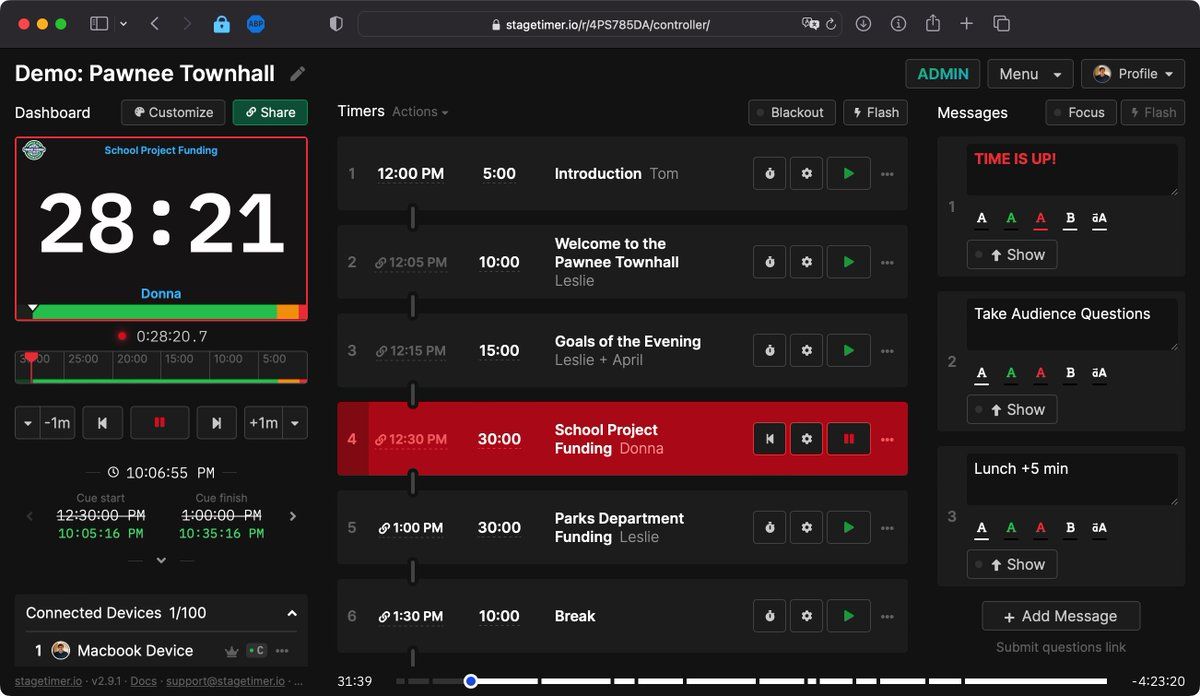 ABP
stagetimer.io/r/4PS785DA/controller/
Demo: Pawnee Townhall
ADMIN
Menu
Profile
Dashboard
Customize
Share
School Project Funding
28:21
Donna
0:28:20.7
25:00 20:00 15:00 10:00 5:00
-1m
+1m
10:06:55 PM
Cue start
Cue finish
12:30:00 PM
1:00:00 PM
10:05:16 PM
10:35:16 PM
Connected Devices 1/100
1 Macbook Device C
stagetimer.io · v2.9.1 · Docs · support@stagetimer.io · ...
Timers
Actions
Blackout
Flash
1 12:00 PM 5:00 Introduction Tom
2 12:05 PM 10:00
Welcome to the
Pawnee Townhall
Leslie
3 12:15 PM 15:00
Goals of the Evening
Leslie + April
4 12:30 PM 30:00
School Project
Funding Donna
5 1:00 PM 30:00
Parks Department
Funding Leslie
6 1:30 PM 10:00 Break
31:39
-4:23:20
Messages
Focus
Flash
1
TIME IS UP!
A A A B aA
Show
2
Take Audience Questions
A A A B aA
Show
3
Lunch +5 min
A A A B aA
Show
+ Add Message
Submit questions link